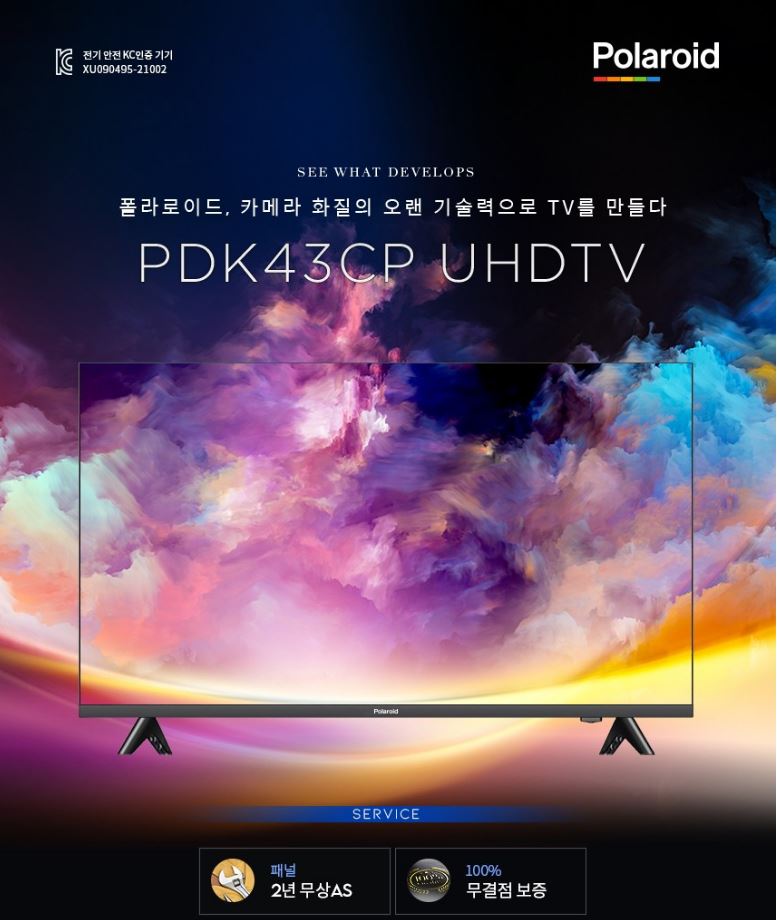 전기 안전 KC인증 기기
XU090495-21002
Polaroid
SEE WHAT DEVELOPS
폴라로이드, 카메라 화질의 오랜 기술력으로 TV를 만들다
PDK43CP UHDTV
Polaroid
SERVICE
패널
2년 무상AS
100%
무결점 보증